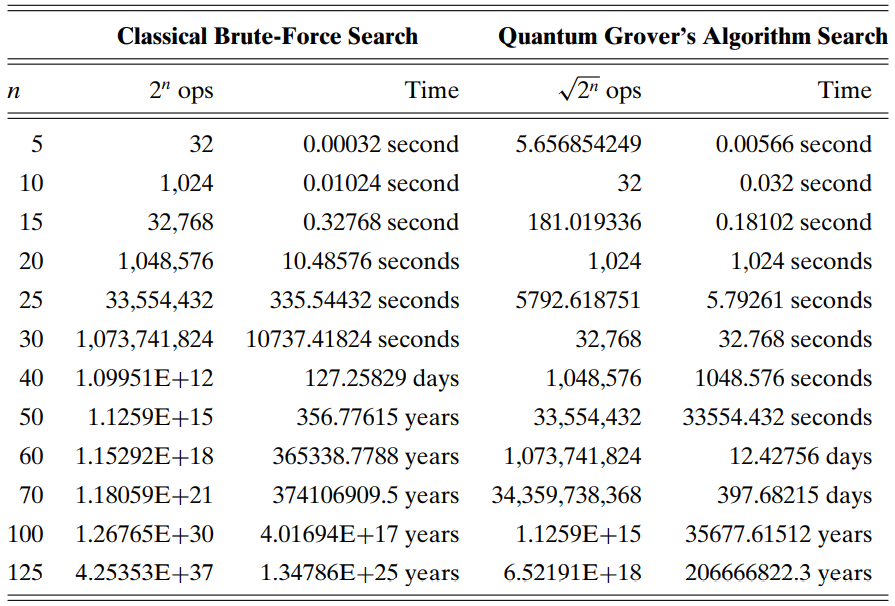 Classical Brute-Force Search Quantum Grover's Algorithm Search
n 2ⁿ ops Time √2ⁿ ops Time
5 32 0.00032 second 5.656854249 0.00566 second
10 1,024 0.01024 second 32 0.032 second
15 32,768 0.32768 second 181.019336 0.18102 second
20 1,048,576 10.48576 seconds 1,024 1,024 seconds
25 33,554,432 335.54432 seconds 5792.618751 5.79261 seconds
30 1,073,741,824 10737.41824 seconds 32,768 32.768 seconds
40 1.09951E+12 127.25829 days 1,048,576 1048.576 seconds
50 1.1259E+15 356.77615 years 33,554,432 33554.432 seconds
60 1.15292E+18 365338.7788 years 1,073,741,824 12.42756 days
70 1.18059E+21 374106909.5 years 34,359,738,368 397.68215 days
100 1.26765E+30 4.01694E+17 years 1.1259E+15 35677.61512 years
125 4.25353E+37 1.34786E+25 years 6.52191E+18 206666822.3 years